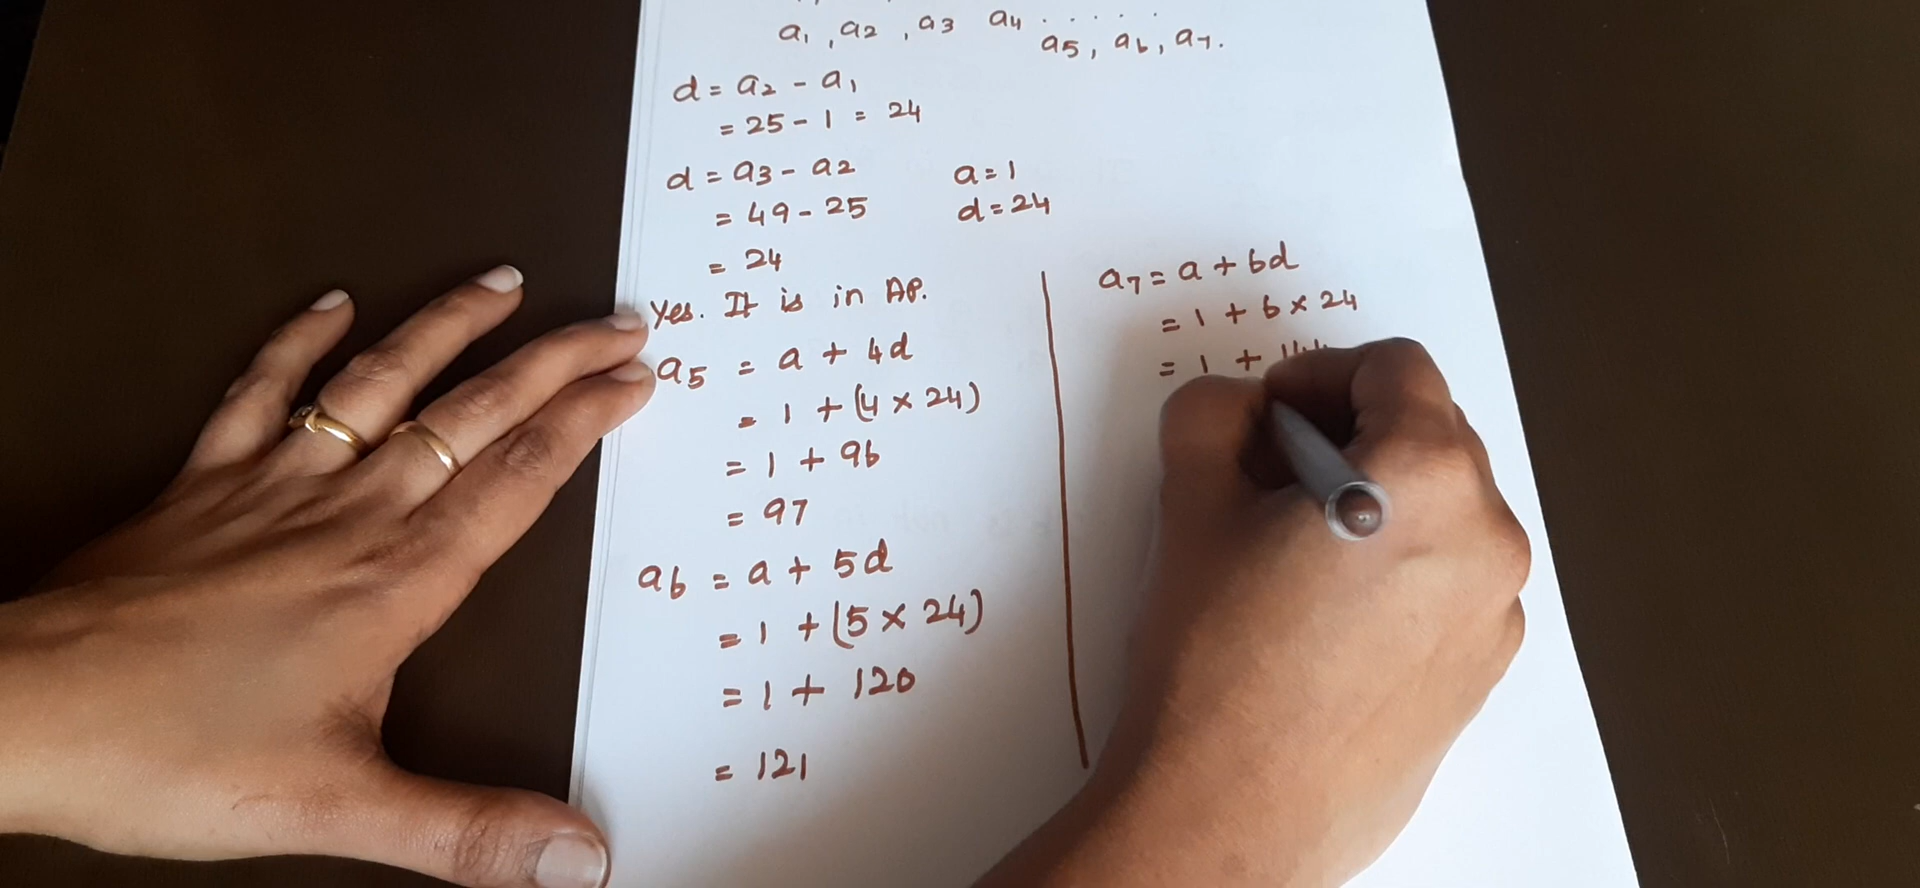 a1, a2, a3 a4 . . . . .
a5, a6, a7.
d = a2 - a1
= 25 - 1 = 24
d = a3 - a2
= 49 - 25
= 24
a = 1
d = 24
Yes. It is in AP.
a5 = a + 4d
= 1 + (4 × 24)
= 1 + 96
= 97
a6 = a + 5d
= 1 + (5 × 24)
= 1 + 120
= 121
a7 = a + 6d
= 1 + 6 × 24
= 1 + 144